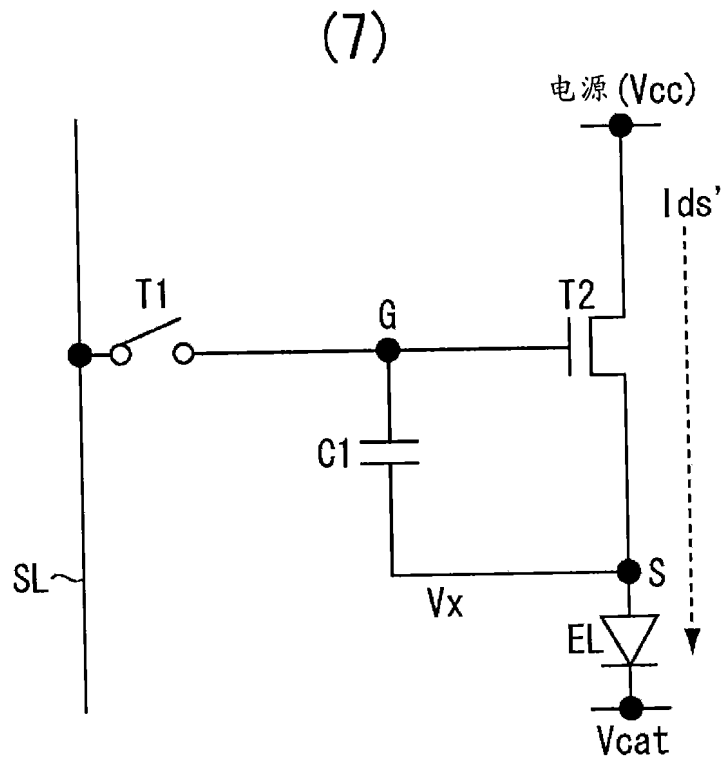 (7)
电源(Vcc)
Ids'
T1
G
T2
C1
SL
Vx
S
EL
Vcat